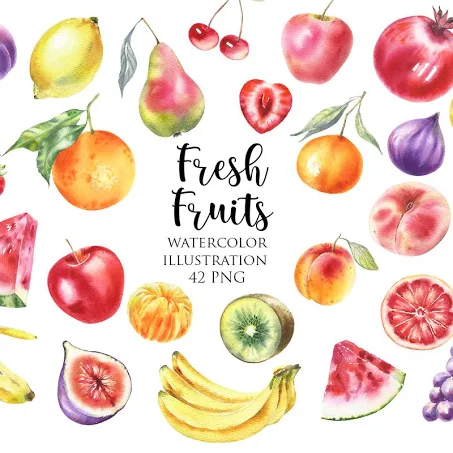 Fresh
Fruits
WATERCOLOR
ILLUSTRATION
42 PNG